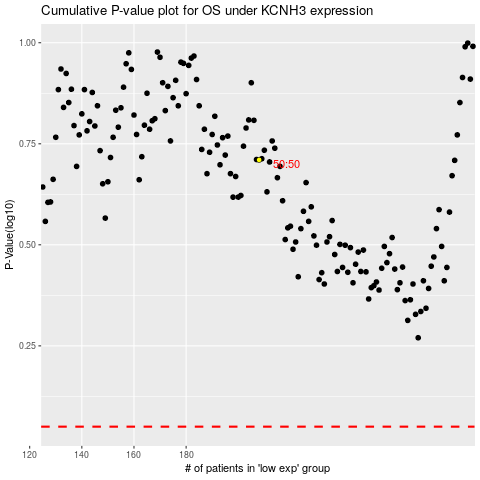 Cumulative P-value plot for OS under KCNH3 expression
P-Value(log10)
1.00
0.75
0.50
0.25
50:50
120 140 160 180
# of patients in 'low exp' group